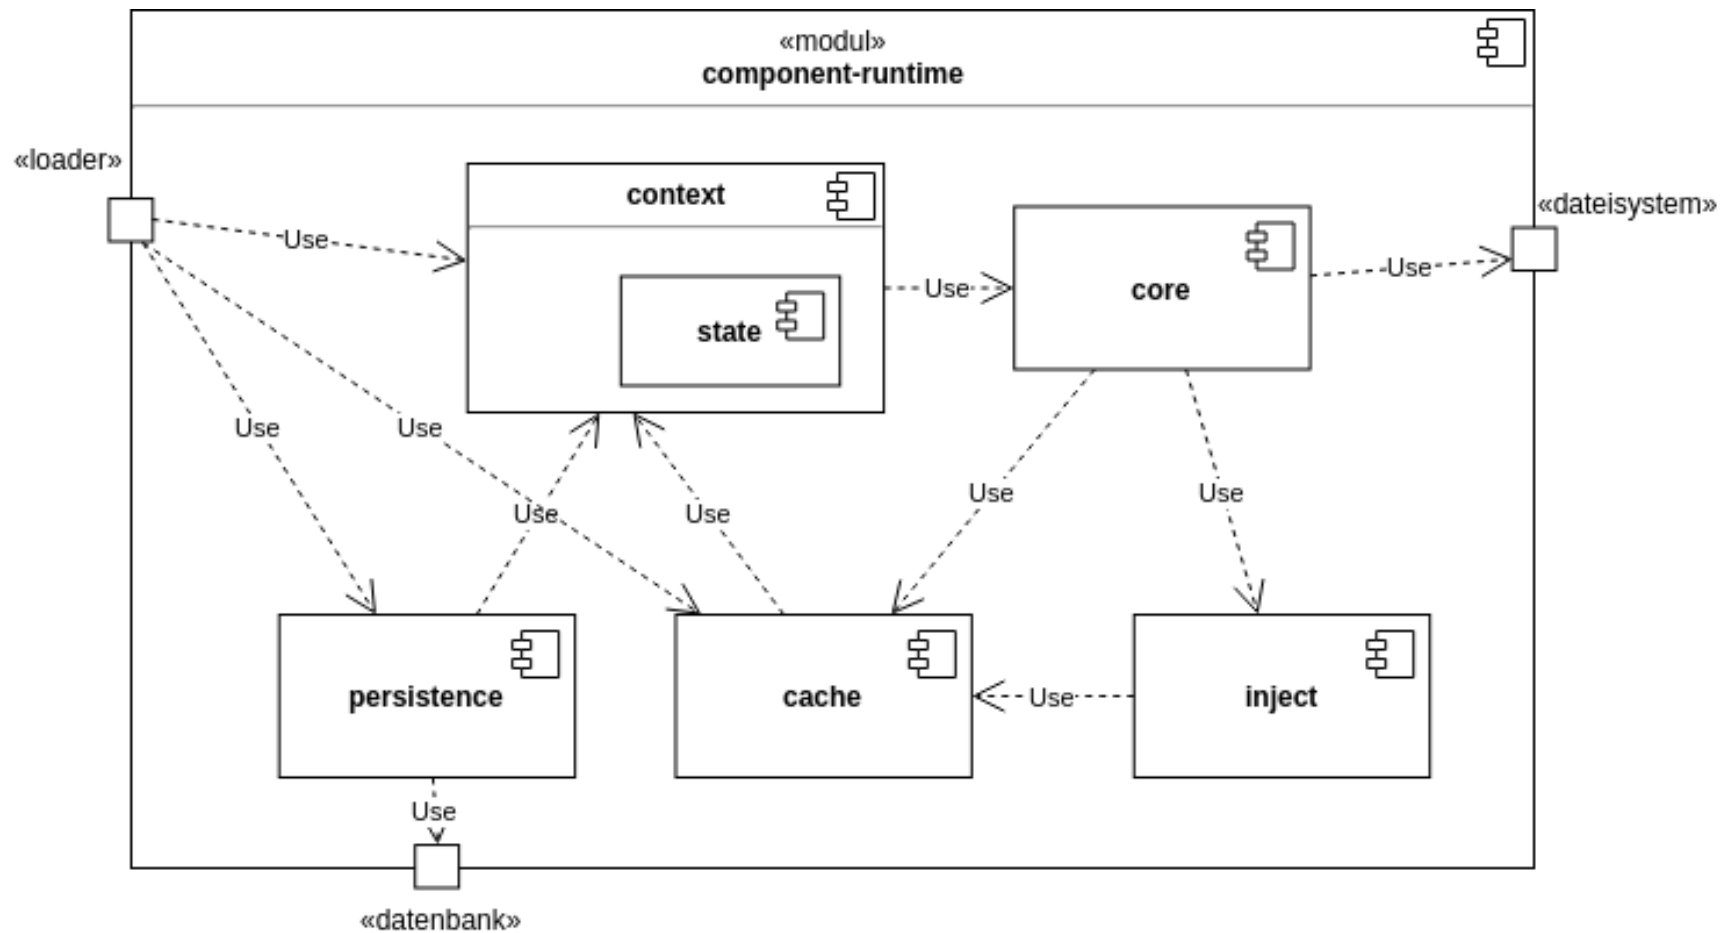 «modul»
component-runtime
«loader»
context
«dateisystem»
Use
Use
Use
core
state
Use
Use
Use
Use
Use
Use
Use
persistence
cache
Use
inject
Use
«datenbank»